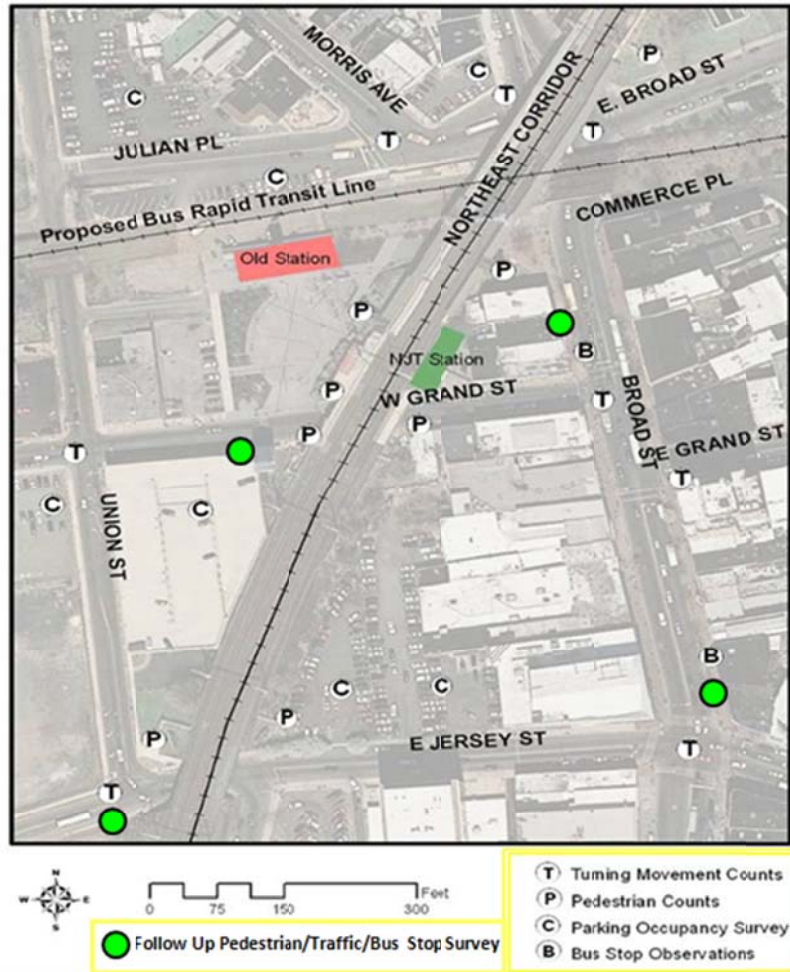 MORRIS AVE
P
C
T
E. BROAD ST
C
NORTHEAST CORRIDOR
T
T
JULIAN PL
C
Proposed Bus Rapid Transit Line
COMMERCE PL
Old Station
P
P
NJT Station
B
P
W GRAND ST
T
BROAD ST
P
P
E GRAND ST
T
T
C
C
UNION ST
B
C
C
P
P
E JERSEY ST
T
T
N
W E
S
Feet
0 75 150 300
Follow Up Pedestrian/Traffic/Bus Stop Survey
T Turning Movement Counts
P Pedestrian Counts
C Parking Occupancy Survey
B Bus Stop Observations